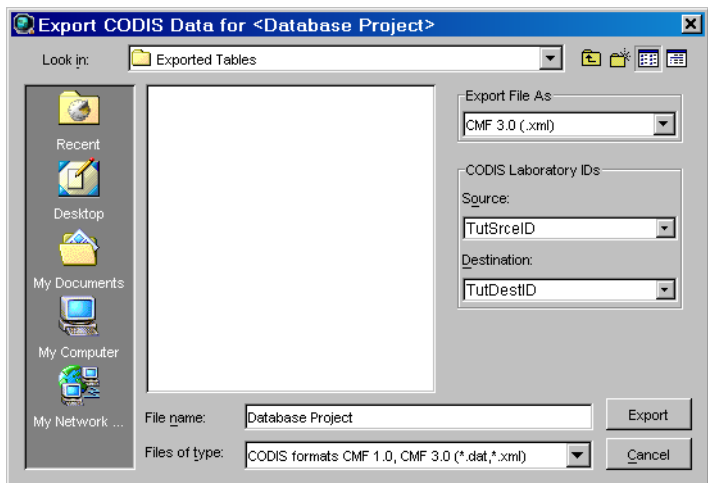 Export CODIS Data for <Database Project>
Look in:
Exported Tables
Recent
Desktop
My Documents
My Computer
My Network ...
Export File As
CMF 3.0 (.xml)
CODIS Laboratory IDs
Source:
TutSrceID
Destination:
TutDestID
File name:
Database Project
Export
Files of type:
CODIS formats CMF 1.0, CMF 3.0 (*.dat,*.xml)
Cancel